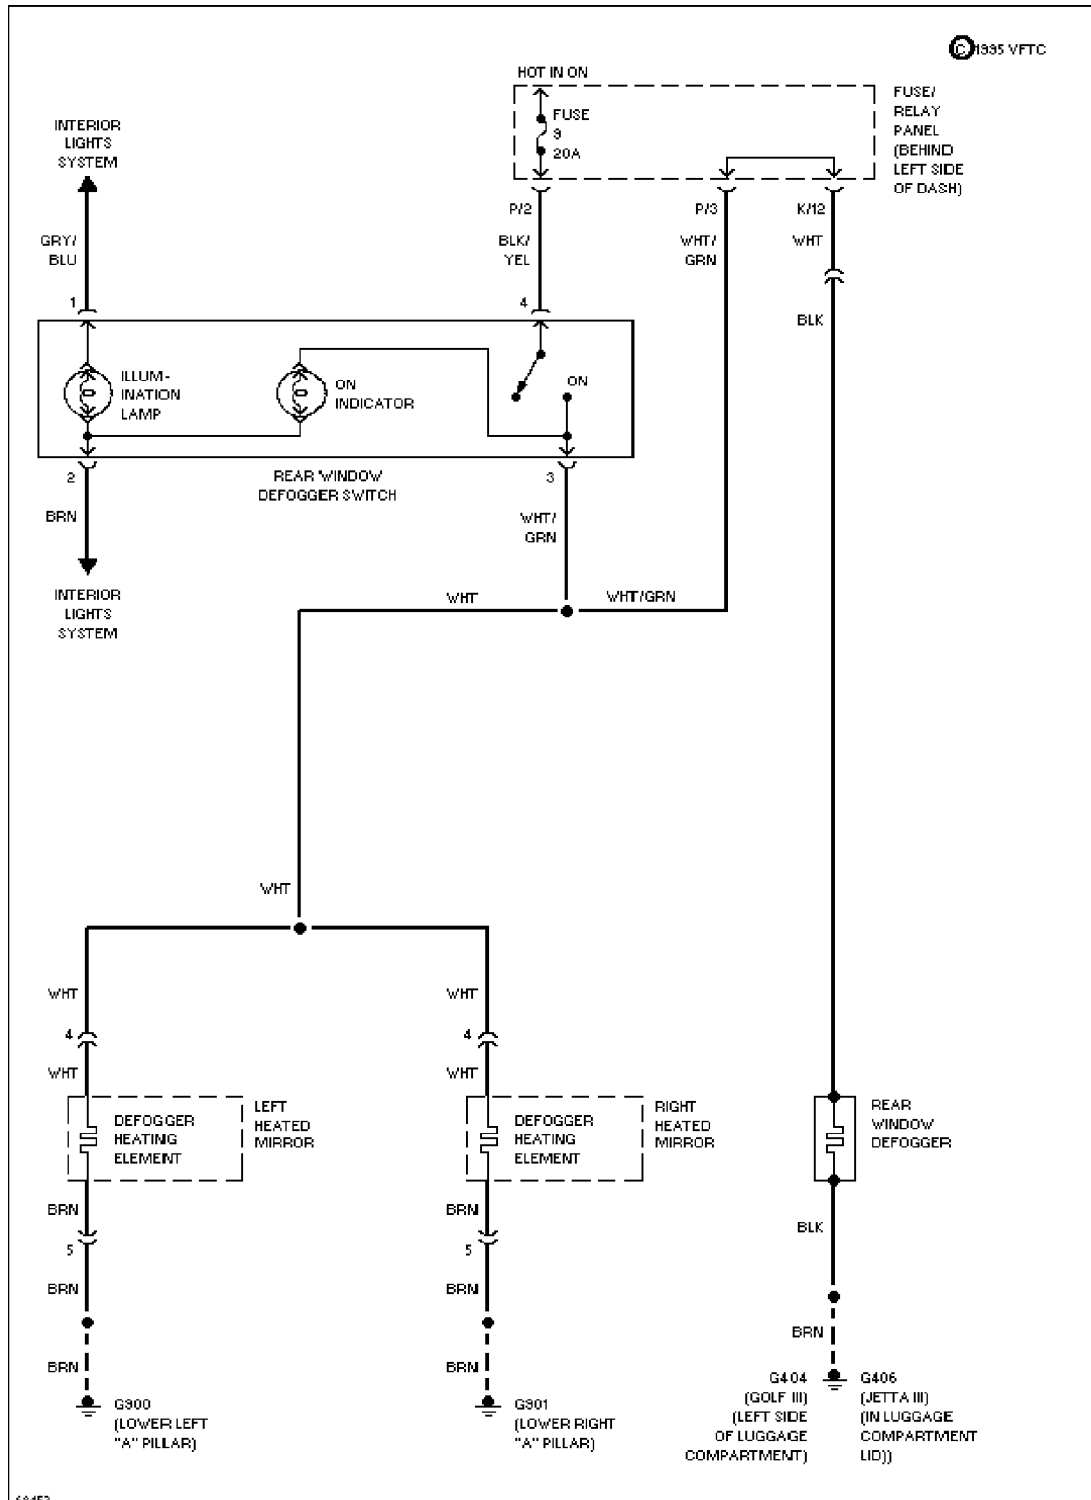 © 1995 VFTC
HOT IN ON
FUSE
9
20A
FUSE/
RELAY
PANEL
(BEHIND
LEFT SIDE
OF DASH)
INTERIOR
LIGHTS
SYSTEM
P/2
P/3
K/12
GRY/
BLU
BLK/
YEL
WHT/
GRN
WHT
1
4
BLK
ILLUM-
INATION
LAMP
ON
INDICATOR
ON
2
REAR WINDOW
DEFOGGER SWITCH
3
BRN
WHT/
GRN
INTERIOR
LIGHTS
SYSTEM
WHT
WHT/GRN
WHT
WHT
WHT
4
4
WHT
WHT
DEFOGGER
HEATING
ELEMENT
LEFT
HEATED
MIRROR
DEFOGGER
HEATING
ELEMENT
RIGHT
HEATED
MIRROR
REAR
WINDOW
DEFOGGER
BRN
BRN
BLK
5
5
BRN
BRN
BRN
BRN
BRN
G900
(LOWER LEFT
"A" PILLAR)
G901
(LOWER RIGHT
"A" PILLAR)
G404
(GOLF III)
(LEFT SIDE
OF LUGGAGE
COMPARTMENT)
G406
(JETTA III)
(IN LUGGAGE
COMPARTMENT
LID))